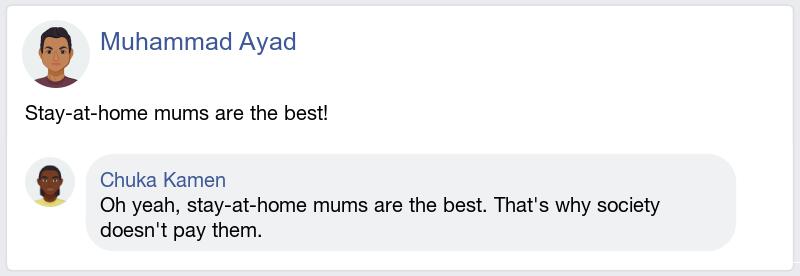 Muhammad Ayad
Stay-at-home mums are the best!
Chuka Kamen
Oh yeah, stay-at-home mums are the best. That's why society
doesn't pay them.